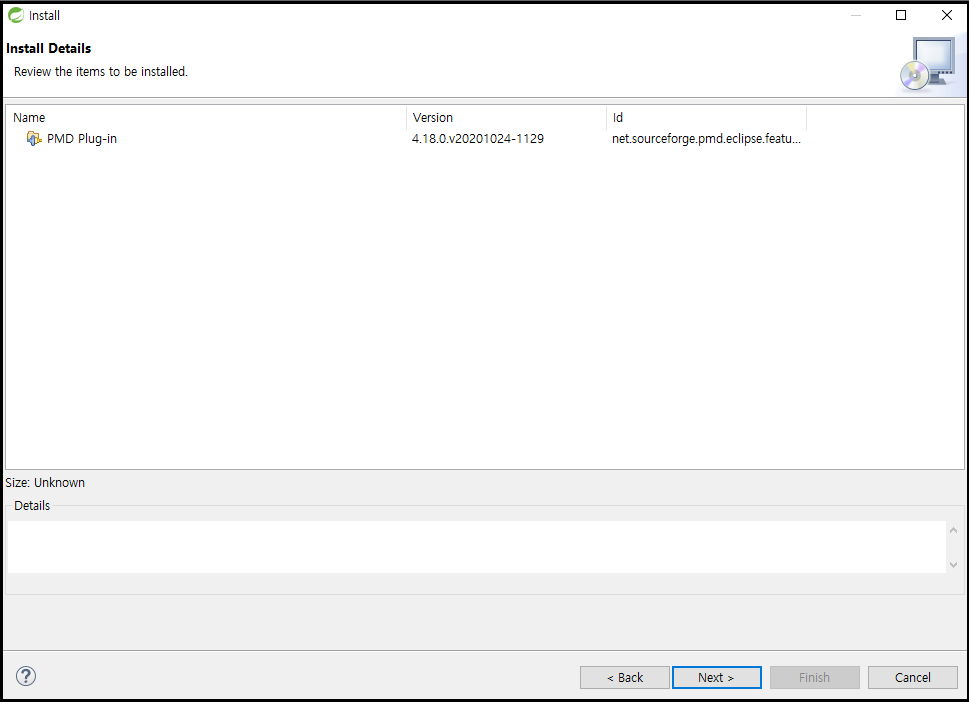 Install
Install Details
Review the items to be installed.
Name Version Id
PMD Plug-in 4.18.0.v20201024-1129 net.sourceforge.pmd.eclipse.featu...
Size: Unknown
Details
?
< Back Next > Finish Cancel